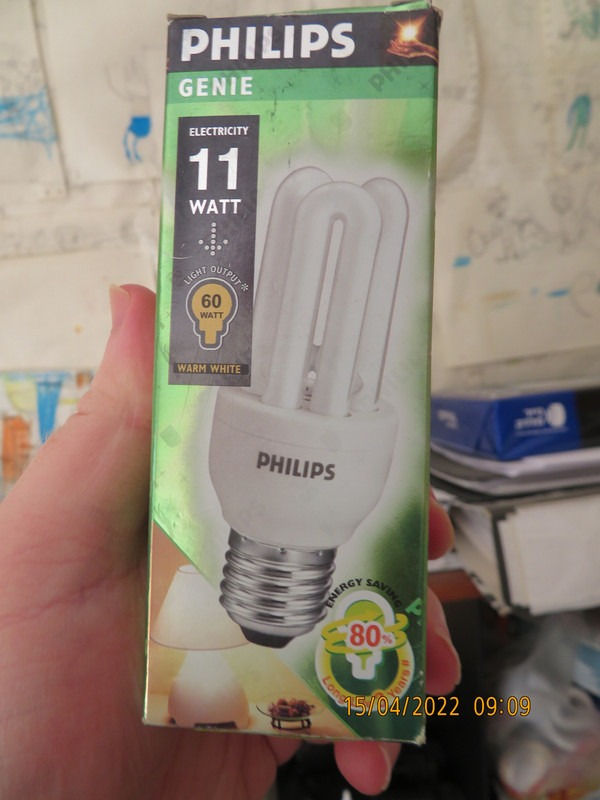 PHILIPS
GENIE
ELECTRICITY
11
WATT
LIGHT OUTPUT*
60
WATT
WARM WHITE
PHILIPS
ENERGY SAVING
80%
Years #
15/04/2022 09:09